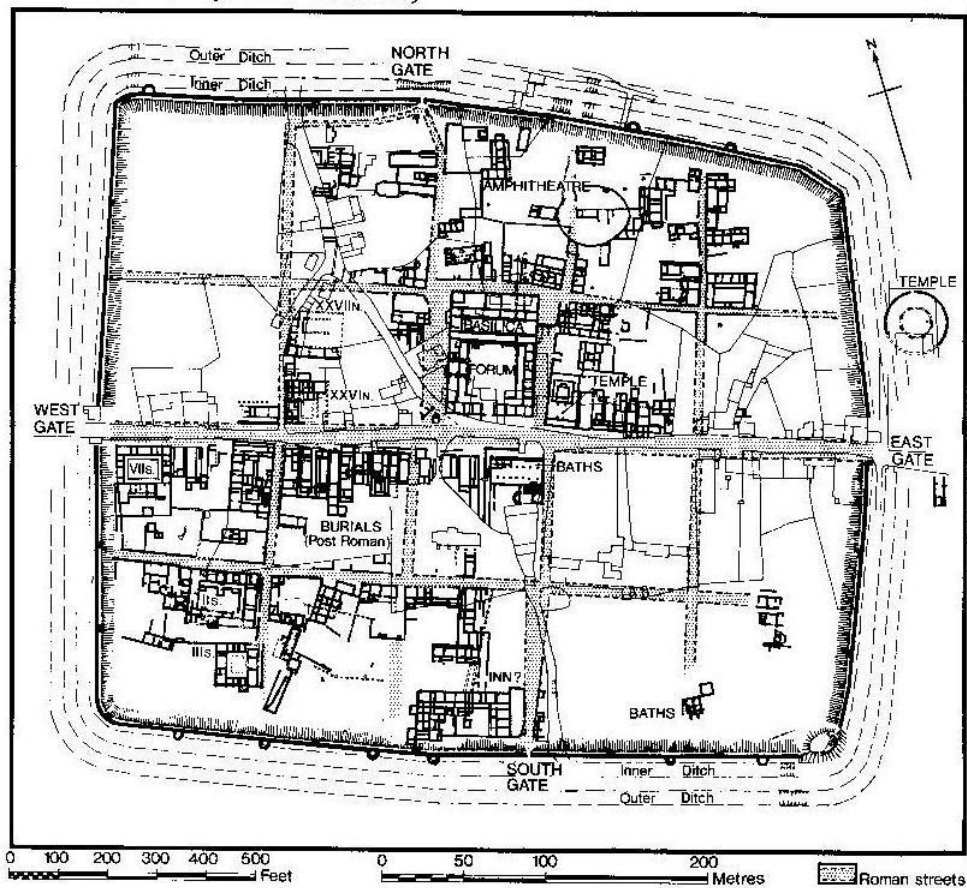 Outer Ditch
NORTH
GATE
Inner Ditch
N
AMPHITHEATRE
TEMPLE
XXVIIN.
BASILICA
FORUM
TEMPLE
XXVIN.
WEST
GATE
EAST
GATE
VIIs.
BATHS
BURIALS
(Post Roman)
IIIs.
INN?
BATHS
SOUTH
GATE
Inner Ditch
Outer Ditch
0 100 200 300 400 500 Feet
0 50 100 200 Metres
Roman streets